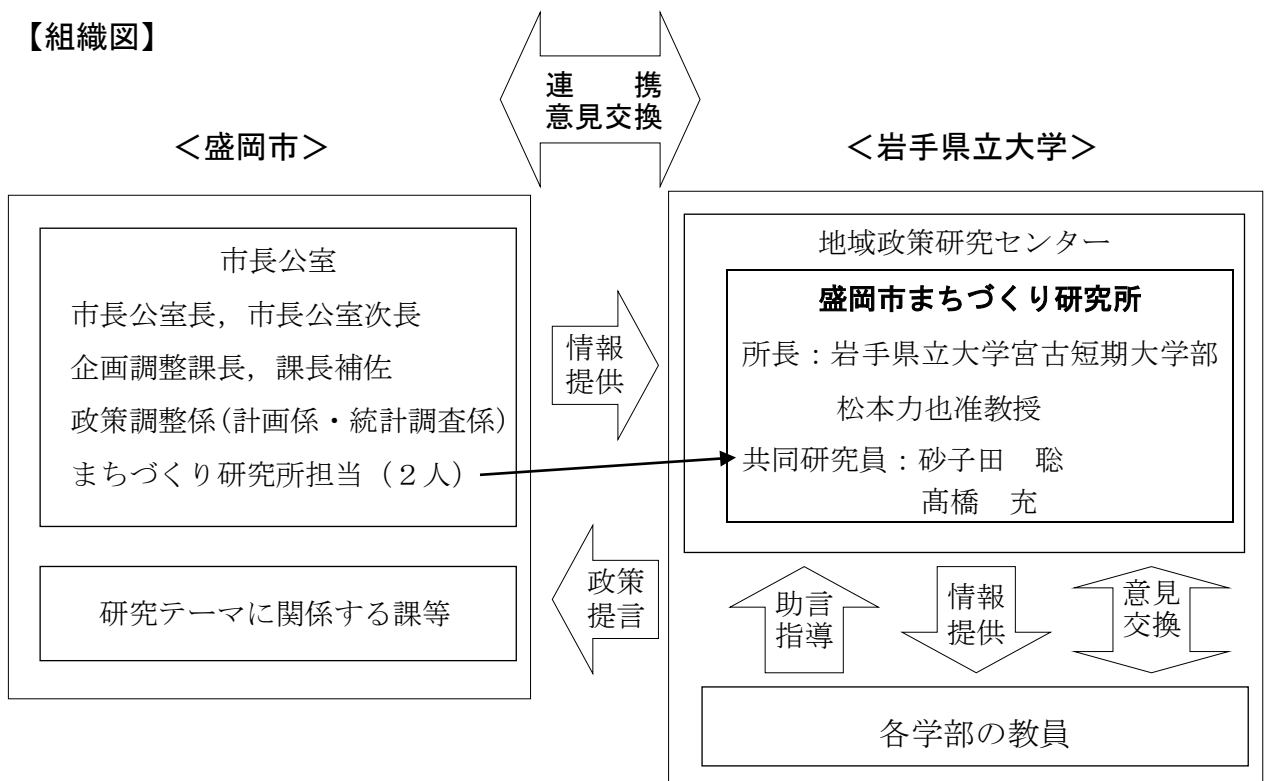 【組織図】
連　　携
意見交換
＜盛岡市＞
＜岩手県立大学＞
市長公室
市長公室長，市長公室次長
企画調整課長，課長補佐
政策調整係(計画係・統計調査係)
まちづくり研究所担当（２人）
研究テーマに関係する課等
情報
提供
政策
提言
地域政策研究センター
盛岡市まちづくり研究所
所長：岩手県立大学宮古短期大学部
松本力也准教授
共同研究員：砂子田　聡
髙橋　充
助言
指導
情報
提供
意見
交換
各学部の教員